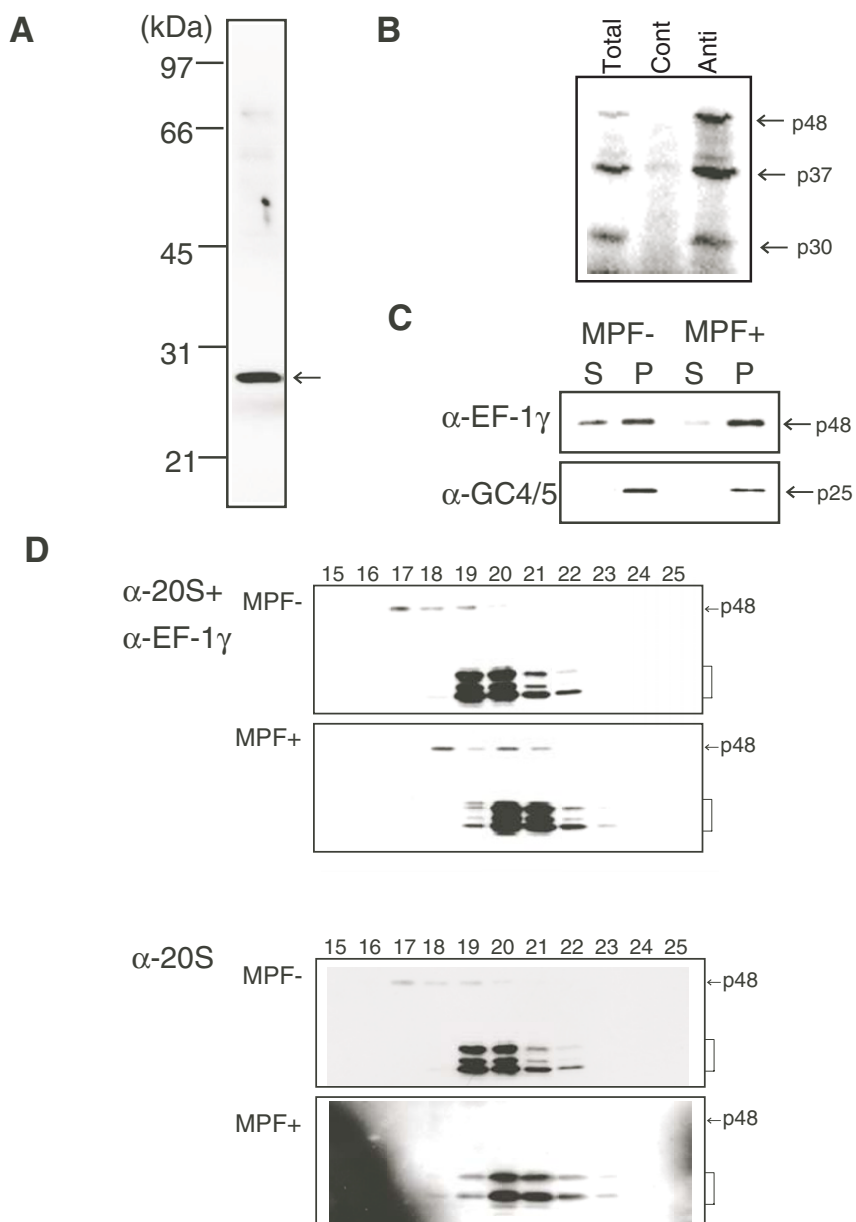 A
(kDa)
97
66
45
31
21
B
Total Cont Anti
← p48
← p37
← p30
C
MPF- MPF+
S P S P
α-EF-1γ ← p48
α-GC4/5 ← p25
D
15 16 17 18 19 20 21 22 23 24 25
α-20S+ MPF- ←p48
α-EF-1γ
MPF+ ←p48
15 16 17 18 19 20 21 22 23 24 25
α-20S MPF- ←p48
MPF+ ←p48